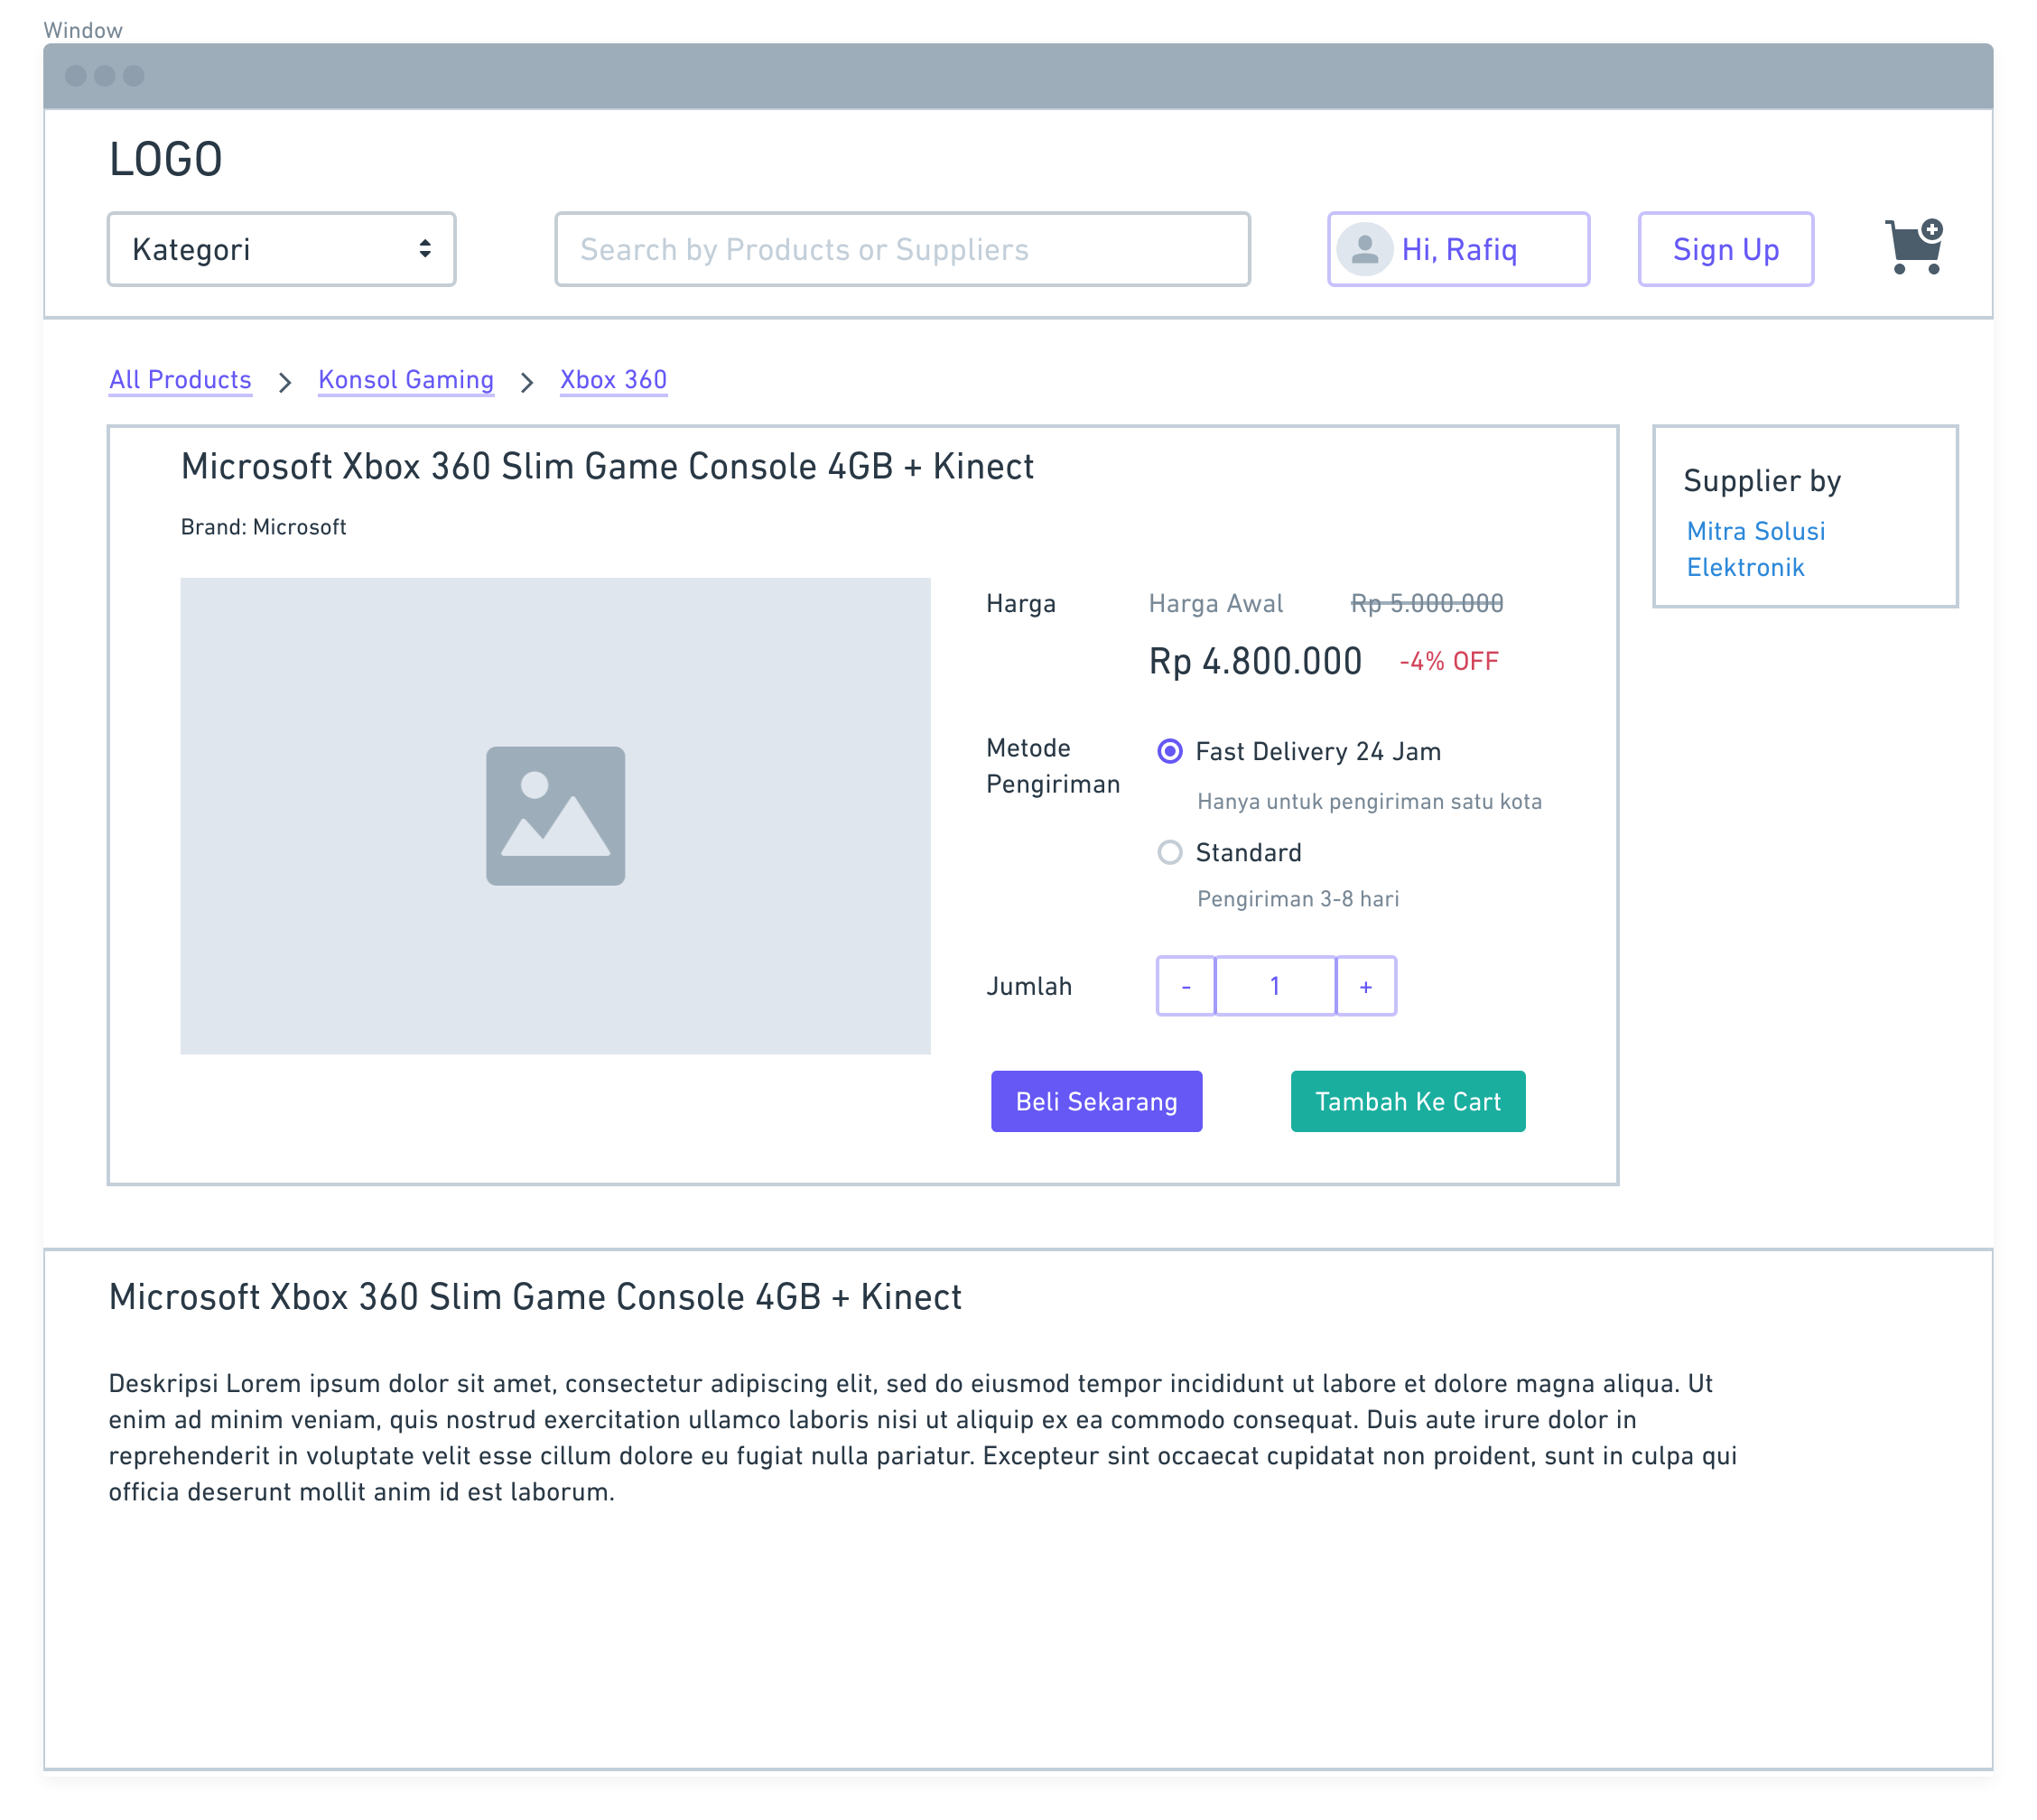 Window
LOGO
Kategori
Search by Products or Suppliers
Hi, Rafiq
Sign Up
All Products > Konsol Gaming > Xbox 360
Microsoft Xbox 360 Slim Game Console 4GB + Kinect
Brand: Microsoft
Harga
Harga Awal
Rp 5.000.000
Rp 4.800.000
-4% OFF
Metode
Pengiriman
Fast Delivery 24 Jam
Hanya untuk pengiriman satu kota
Standard
Pengiriman 3-8 hari
Jumlah
- 1 +
Beli Sekarang
Tambah Ke Cart
Supplier by
Mitra Solusi
Elektronik
Microsoft Xbox 360 Slim Game Console 4GB + Kinect
Deskripsi Lorem ipsum dolor sit amet, consectetur adipiscing elit, sed do eiusmod tempor incididunt ut labore et dolore magna aliqua. Ut
enim ad minim veniam, quis nostrud exercitation ullamco laboris nisi ut aliquip ex ea commodo consequat. Duis aute irure dolor in
reprehenderit in voluptate velit esse cillum dolore eu fugiat nulla pariatur. Excepteur sint occaecat cupidatat non proident, sunt in culpa qui
officia deserunt mollit anim id est laborum.